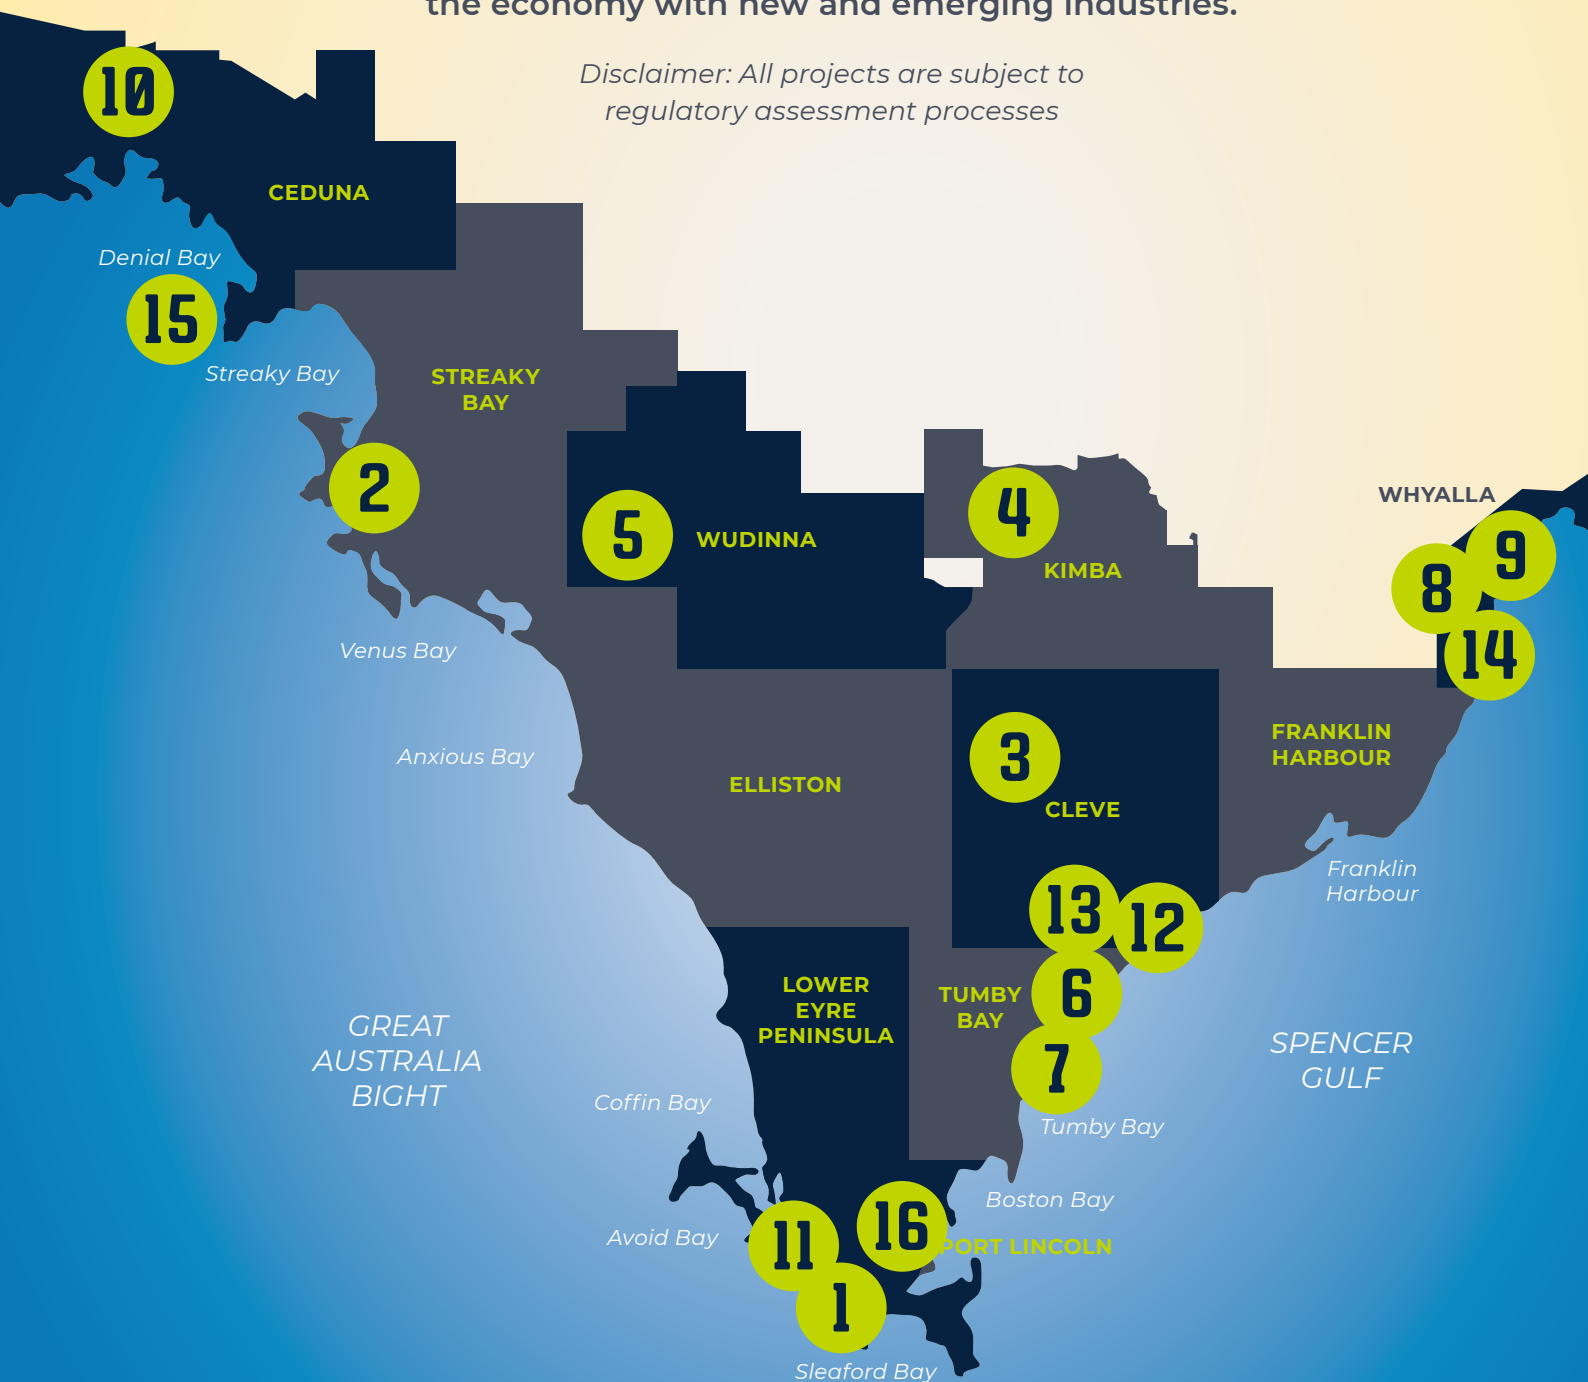 the economy with new and emerging industries.
Disclaimer: All projects are subject to
regulatory assessment processes
10
CEDUNA
Denial Bay
15
Streaky Bay
STREAKY
BAY
2
5
WUDINNA
4
KIMBA
WHYALLA
9
8
14
Venus Bay
Anxious Bay
ELLISTON
3
CLEVE
FRANKLIN
HARBOUR
Franklin
Harbour
13
12
LOWER
EYRE
PENINSULA
TUMBY
BAY
6
7
GREAT
AUSTRALIA
BIGHT
SPENCER
GULF
Coffin Bay
Tumby Bay
Boston Bay
Avoid Bay
11
16
PORT LINCOLN
1
Sleaford Bay